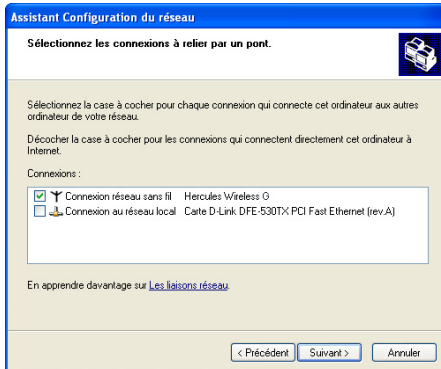 Assistant Configuration du réseau
Sélectionnez les connexions à relier par un pont.
Sélectionnez la case à cocher pour chaque connexion qui connecte cet ordinateur aux autres
ordinateur de votre réseau.
Décocher la case à cocher pour les connexions qui connectent directement cet ordinateur à
Internet.
Connexions :
Connexion réseau sans fil Hercules Wireless G
Connexion au réseau local Carte D-Link DFE-530TX PCI Fast Ethernet (rev.A)
En apprendre davantage sur Les liaisons réseau.
< Précédent Suivant > Annuler